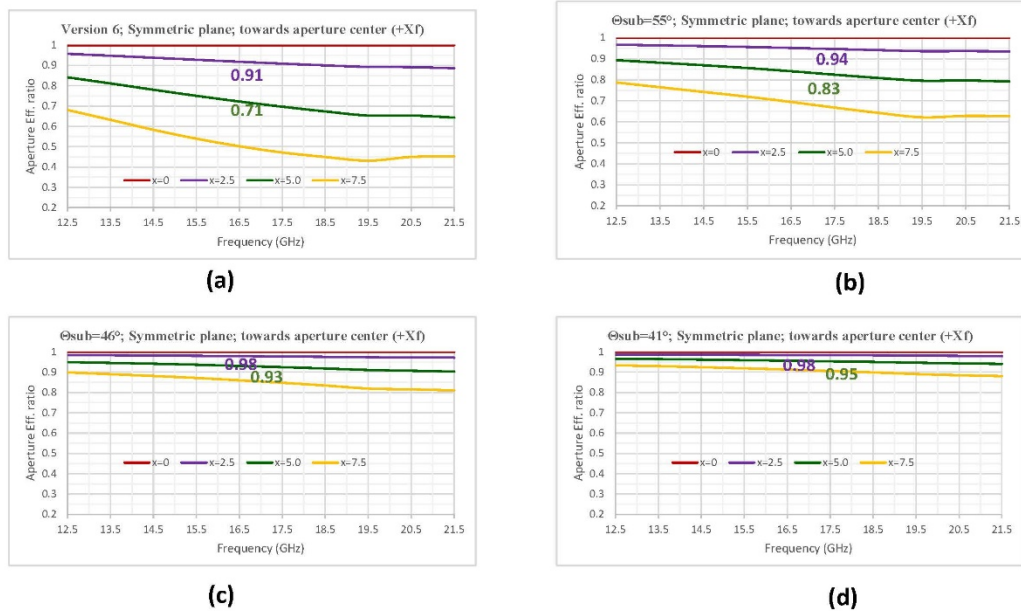 Version 6; Symmetric plane; towards aperture center (+Xf)
Aperture Eff. ratio
1
0.9
0.8
0.7
0.6
0.5
0.4
0.3
0.2
0.91
0.71
x=0 x=2.5 x=5.0 x=7.5
12.5 13.5 14.5 15.5 16.5 17.5 18.5 19.5 20.5 21.5
Frequency (GHz)
(a)
Θsub=55°; Symmetric plane; towards aperture center (+Xf)
Aperture Eff. ratio
1
0.9
0.8
0.7
0.6
0.5
0.4
0.3
0.2
0.94
0.83
x=0 x=2.5 x=5.0 x=7.5
12.5 13.5 14.5 15.5 16.5 17.5 18.5 19.5 20.5 21.5
Frequency (GHz)
(b)
Θsub=46°; Symmetric plane; towards aperture center (+Xf)
Aperture Eff. ratio
1
0.9
0.8
0.7
0.6
0.5
0.4
0.3
0.2
0.98
0.93
x=0 x=2.5 x=5.0 x=7.5
12.5 13.5 14.5 15.5 16.5 17.5 18.5 19.5 20.5 21.5
Frequency (GHz)
(c)
Θsub=41°; Symmetric plane; towards aperture center (+Xf)
Aperture Eff. ratio
1
0.9
0.8
0.7
0.6
0.5
0.4
0.3
0.2
0.98
0.95
x=0 x=2.5 x=5.0 x=7.5
12.5 13.5 14.5 15.5 16.5 17.5 18.5 19.5 20.5 21.5
Frequency (GHz)
(d)